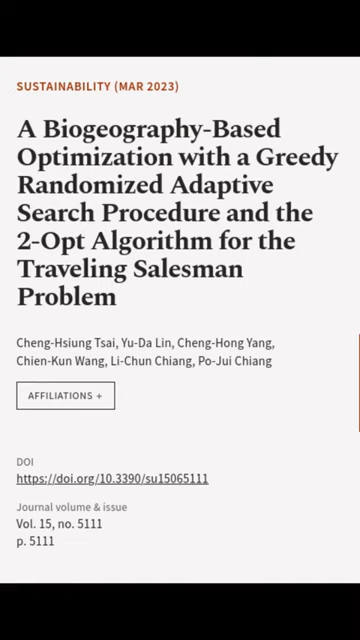 SUSTAINABILITY (MAR 2023)
A Biogeography-Based
Optimization with a Greedy
Randomized Adaptive
Search Procedure and the
2-Opt Algorithm for the
Traveling Salesman
Problem
Cheng-Hsiung Tsai, Yu-Da Lin, Cheng-Hong Yang,
Chien-Kun Wang, Li-Chun Chiang, Po-Jui Chiang
AFFILIATIONS +
DOI
https://doi.org/10.3390/su15065111
Journal volume & issue
Vol. 15, no. 5111
p. 5111